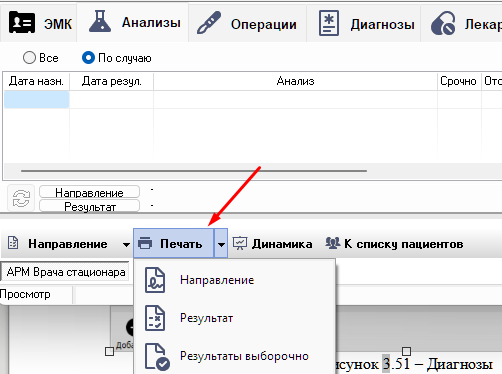 ЭМК Анализы Операции Диагнозы Лекар
Все По случаю
Дата назн. Дата резул. Анализ Срочно Отс
Направление -
Результат -
Направление Печать Динамика К списку пациентов
АРМ Врача стационара
Просмотр
Направление
Результат
Доба
Результаты выборочно
исунок 3.51 – Диагнозы